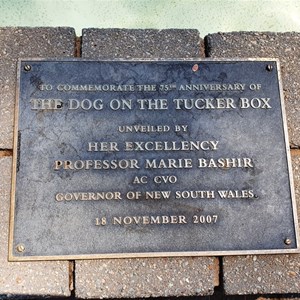 TO COMMEMORATE THE 75TH ANNIVERSARY OF
THE DOG ON THE TUCKER BOX
UNVEILED BY
HER EXCELLENCY
PROFESSOR MARIE BASHIR
AC CVO
GOVERNOR OF NEW SOUTH WALES
18 NOVEMBER 2007